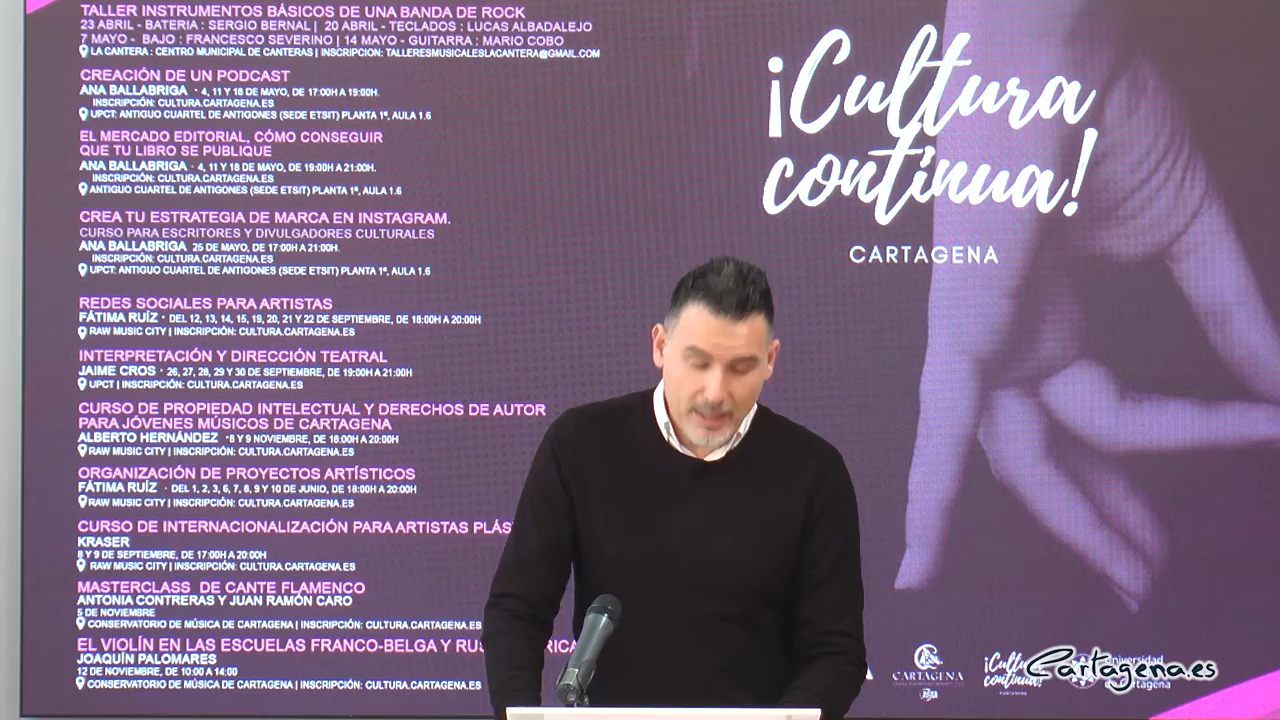 TALLER INSTRUMENTOS BÁSICOS DE UNA BANDA DE ROCK
23 ABRIL - BATERIA : SERGIO BERNAL | 20 ABRIL - TECLADOS : LUCAS ALBADALEJO
7 MAYO - BAJO : FRANCESCO SEVERINO | 14 MAYO - GUITARRA : MARIO COBO
LA CANTERA : CENTRO MUNICIPAL DE CANTERAS | INSCRIPCION: TALLERESMUSICALESLACANTERA@GMAIL.COM
CREACIÓN DE UN PODCAST
ANA BALLABRIGA · 4, 11 Y 18 DE MAYO, DE 17:00H A 19:00H.
INSCRIPCIÓN: CULTURA.CARTAGENA.ES
UPCT: ANTIGUO CUARTEL DE ANTIGONES (SEDE ETSIT) PLANTA 1ª, AULA 1.6
EL MERCADO EDITORIAL, CÓMO CONSEGUIR
QUE TU LIBRO SE PUBLIQUE
ANA BALLABRIGA · 4, 11 Y 18 DE MAYO, DE 19:00H A 21:00H.
INSCRIPCIÓN: CULTURA.CARTAGENA.ES
ANTIGUO CUARTEL DE ANTIGONES (SEDE ETSIT) PLANTA 1ª, AULA 1.6
CREA TU ESTRATEGIA DE MARCA EN INSTAGRAM.
CURSO PARA ESCRITORES Y DIVULGADORES CULTURALES
ANA BALLABRIGA 25 DE MAYO, DE 17:00H A 21:00H.
INSCRIPCIÓN: CULTURA.CARTAGENA.ES
UPCT: ANTIGUO CUARTEL DE ANTIGONES (SEDE ETSIT) PLANTA 1ª, AULA 1.6
REDES SOCIALES PARA ARTISTAS
FÁTIMA RUÍZ · DEL 12, 13, 14, 15, 19, 20, 21 Y 22 DE SEPTIEMBRE, DE 18:00H A 20:00H
RAW MUSIC CITY | INSCRIPCIÓN: CULTURA.CARTAGENA.ES
INTERPRETACIÓN Y DIRECCIÓN TEATRAL
JAIME CROS · 26, 27, 28, 29 Y 30 DE SEPTIEMBRE, DE 19:00H A 21:00H
UPCT | INSCRIPCIÓN: CULTURA.CARTAGENA.ES
CURSO DE PROPIEDAD INTELECTUAL Y DERECHOS DE AUTOR
PARA JÓVENES MÚSICOS DE CARTAGENA
ALBERTO HERNÁNDEZ · 8 Y 9 NOVIEMBRE, DE 18:00H A 20:00H
RAW MUSIC CITY | INSCRIPCIÓN: CULTURA.CARTAGENA.ES
ORGANIZACIÓN DE PROYECTOS ARTÍSTICOS
FÁTIMA RUÍZ · DEL 1, 2, 3, 6, 7, 8, 9 Y 10 DE JUNIO, DE 18:00H A 20:00H
RAW MUSIC CITY | INSCRIPCIÓN: CULTURA.CARTAGENA.ES
CURSO DE INTERNACIONALIZACIÓN PARA ARTISTAS PLÁS
KRASER
8 Y 9 DE SEPTIEMBRE, DE 17:00H A 20:00H
RAW MUSIC CITY | INSCRIPCIÓN: CULTURA.CARTAGENA.ES
MASTERCLASS DE CANTE FLAMENCO
ANTONIA CONTRERAS Y JUAN RAMÓN CARO
5 DE NOVIEMBRE
CONSERVATORIO DE MÚSICA DE CARTAGENA | INSCRIPCIÓN: CULTURA.CARTAGENA.ES
EL VIOLÍN EN LAS ESCUELAS FRANCO-BELGA Y RUS
JOAQUÍN PALOMARES
12 DE NOVIEMBRE, DE 10:00 A 14:00
CONSERVATORIO DE MÚSICA DE CARTAGENA | INSCRIPCIÓN: CULTURA.CARTAGENA.ES
¡Cultura
continua!
CARTAGENA
CARTAGENA
¡Cultura
continua!
Universidad
Cartagena.es